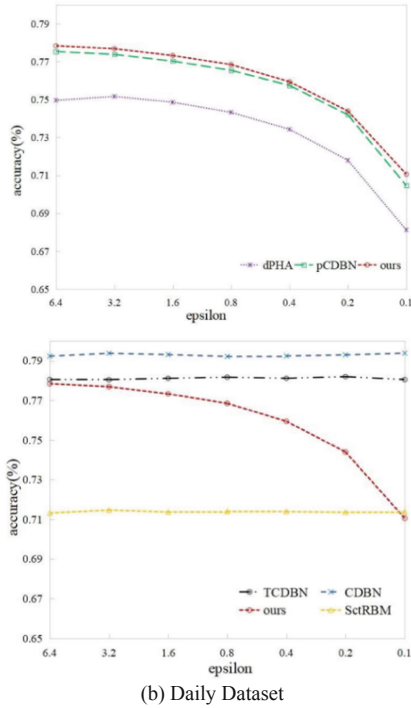 0.79
0.77
0.75
0.73
0.71
0.69
0.67
0.65
accuracy(%)
dPHA pCDBN ours
6.4 3.2 1.6 0.8 0.4 0.2 0.1
epsilon
0.79
0.77
0.75
0.73
0.71
0.69
0.67
0.65
accuracy(%)
TCDBN CDBN
ours SctRBM
6.4 3.2 1.6 0.8 0.4 0.2 0.1
epsilon
(b) Daily Dataset